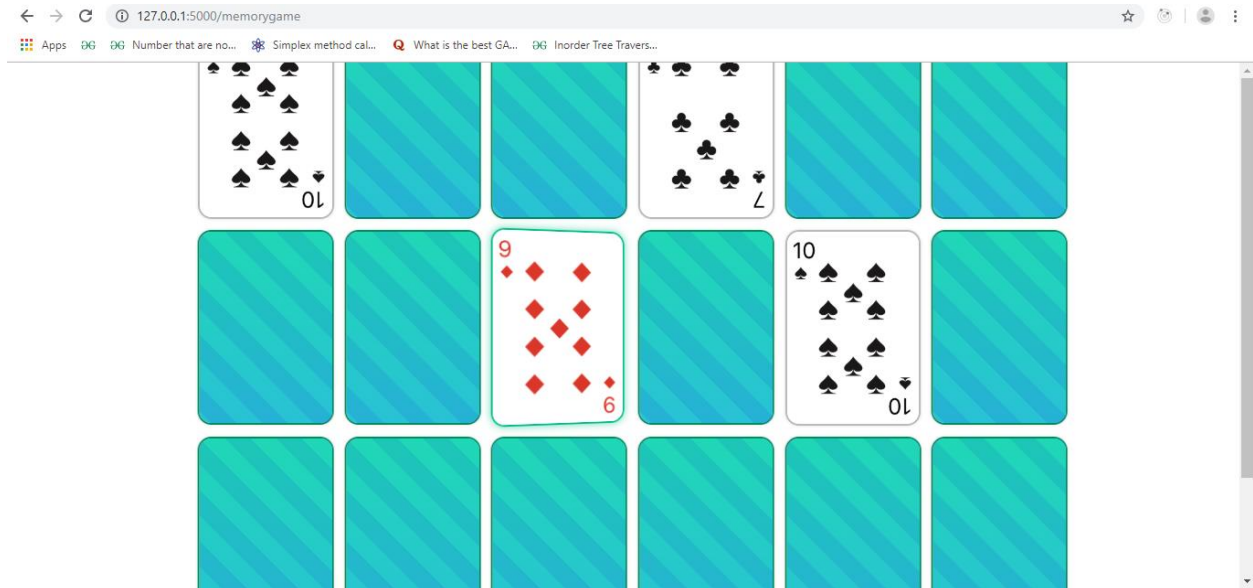 127.0.0.1:5000/memorygame
Apps
Number that are no...
Simplex method cal...
Q What is the best GA...
Inorder Tree Travers...
10
7
9
9
10
10